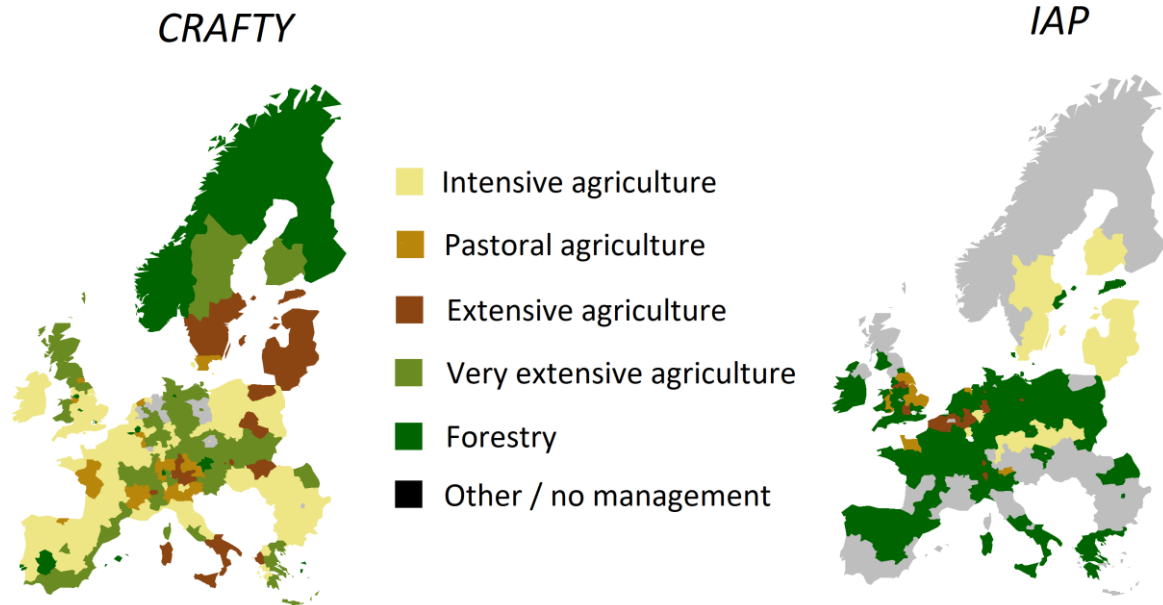 CRAFTY
IAP
Intensive agriculture
Pastoral agriculture
Extensive agriculture
Very extensive agriculture
Forestry
Other / no management